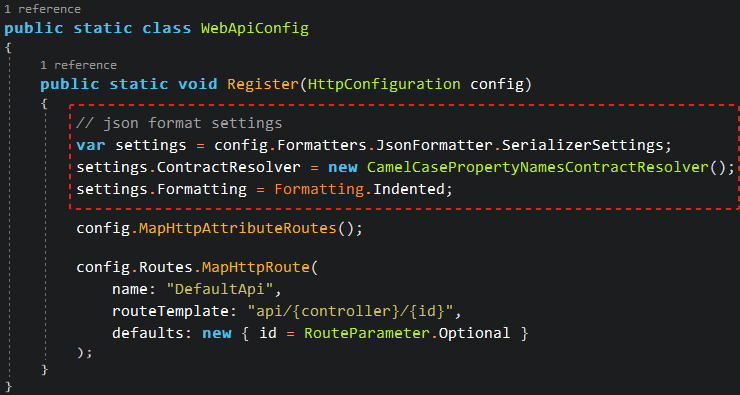 1 reference
public static class WebApiConfig
{
1 reference
public static void Register(HttpConfiguration config)
{
// json format settings
var settings = config.Formatters.JsonFormatter.SerializerSettings;
settings.ContractResolver = new CamelCasePropertyNamesContractResolver();
settings.Formatting = Formatting.Indented;
config.MapHttpAttributeRoutes();
config.Routes.MapHttpRoute(
name: "DefaultApi",
routeTemplate: "api/{controller}/{id}",
defaults: new { id = RouteParameter.Optional }
);
}
}